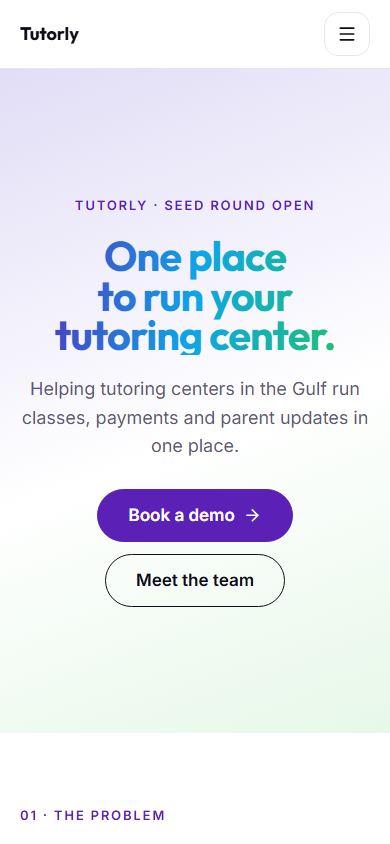 Tutorly
TUTORLY · SEED ROUND OPEN
One place
to run your
tutoring center.
Helping tutoring centers in the Gulf run
classes, payments and parent updates in
one place.
Book a demo →
Meet the team
01 · THE PROBLEM